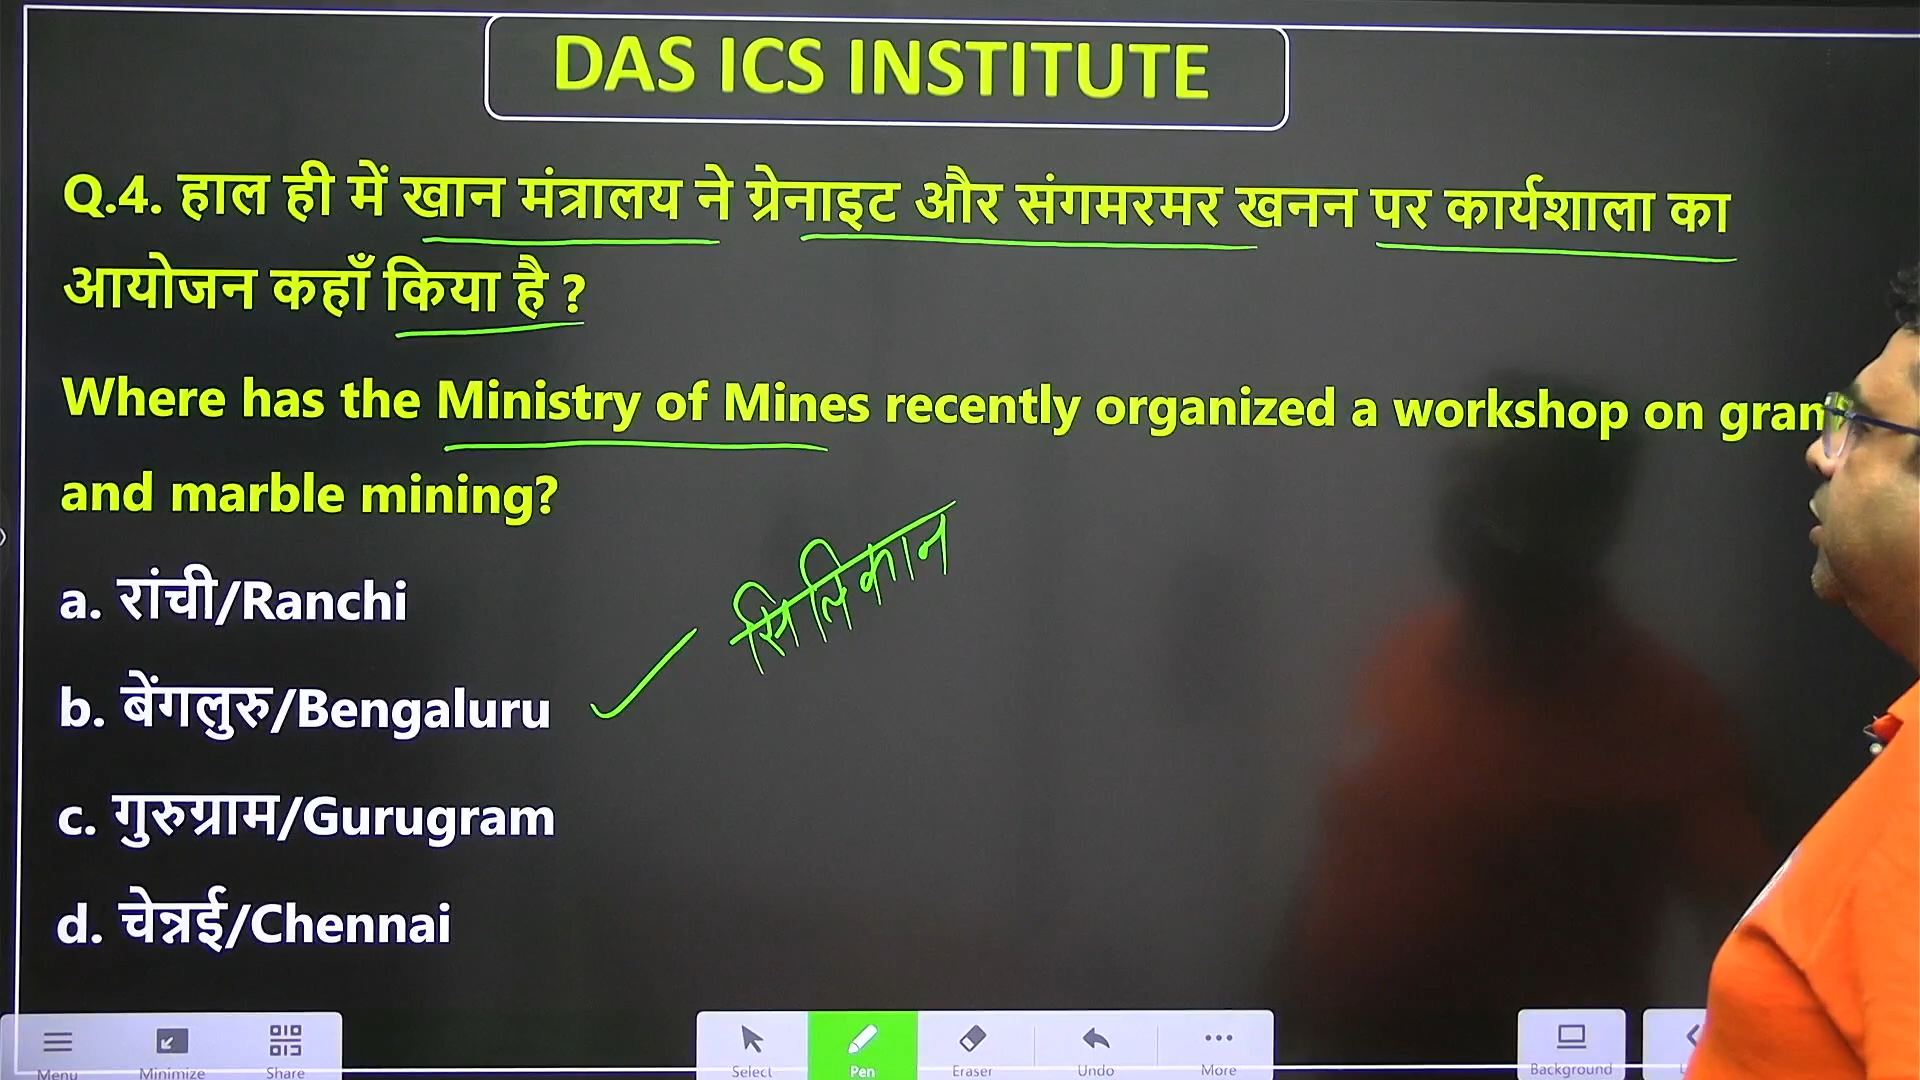 DAS ICS INSTITUTE
Q.4. हाल ही में खान मंत्रालय ने ग्रेनाइट और संगमरमर खनन पर कार्यशाला का
आयोजन कहाँ किया है ?
Where has the Ministry of Mines recently organized a workshop on gran
and marble mining?
सिलिकान
a. रांची/Ranchi
b. बेंगलुरु/Bengaluru
c. गुरुग्राम/Gurugram
d. चेन्नई/Chennai
Menu Minimize Share Select Pen Eraser Undo More Background